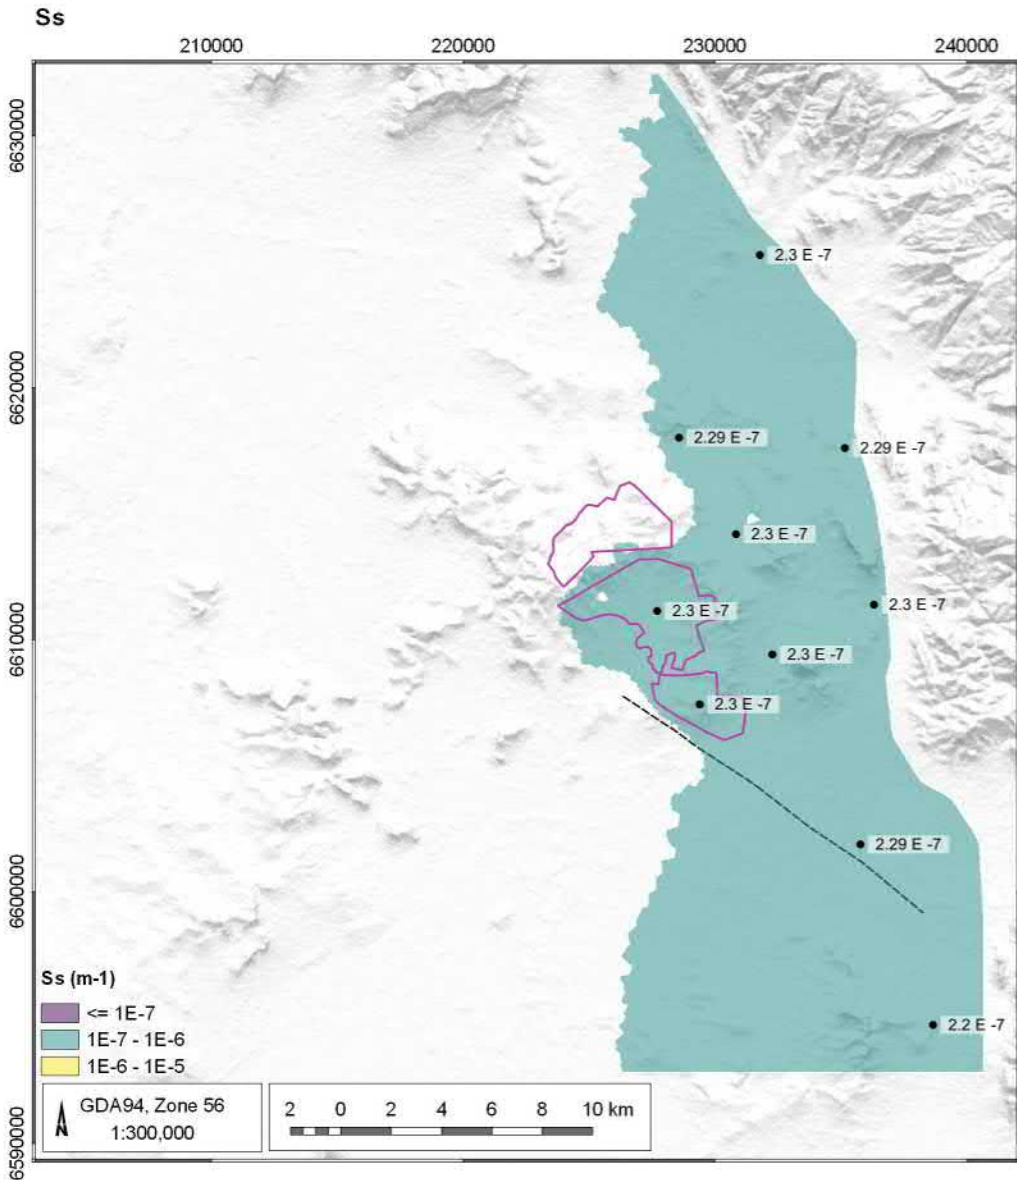 Ss
210000 220000 230000 240000
6630000
2.3 E -7
6620000
2.29 E -7
2.29 E -7
2.3 E -7
2.3 E -7
2.3 E -7
6610000
2.3 E -7
2.3 E -7
2.29 E -7
6600000
Ss (m-1)
<= 1E-7
1E-7 - 1E-6
1E-6 - 1E-5
2.2 E -7
GDA94, Zone 56
1:300,000
N
2 0 2 4 6 8 10 km
6590000